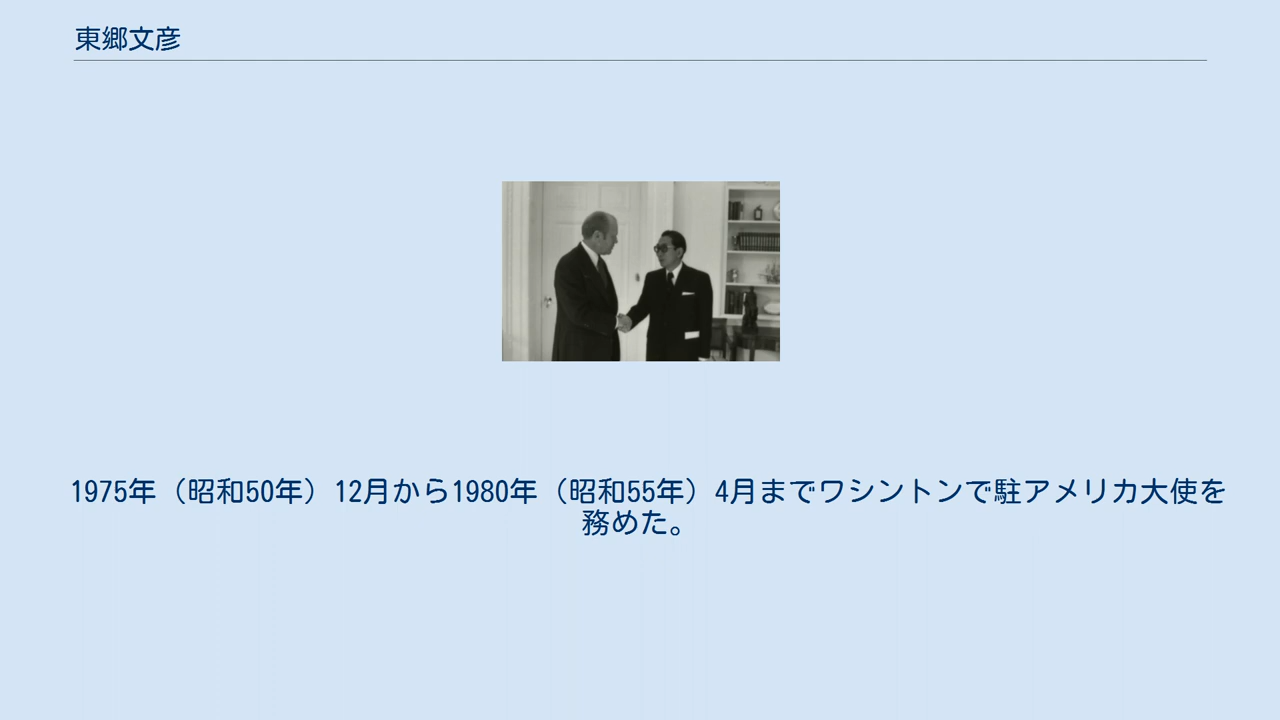 東郷文彦
1975年（昭和50年）12月から1980年（昭和55年）4月までワシントンで駐アメリカ大使を
務めた。